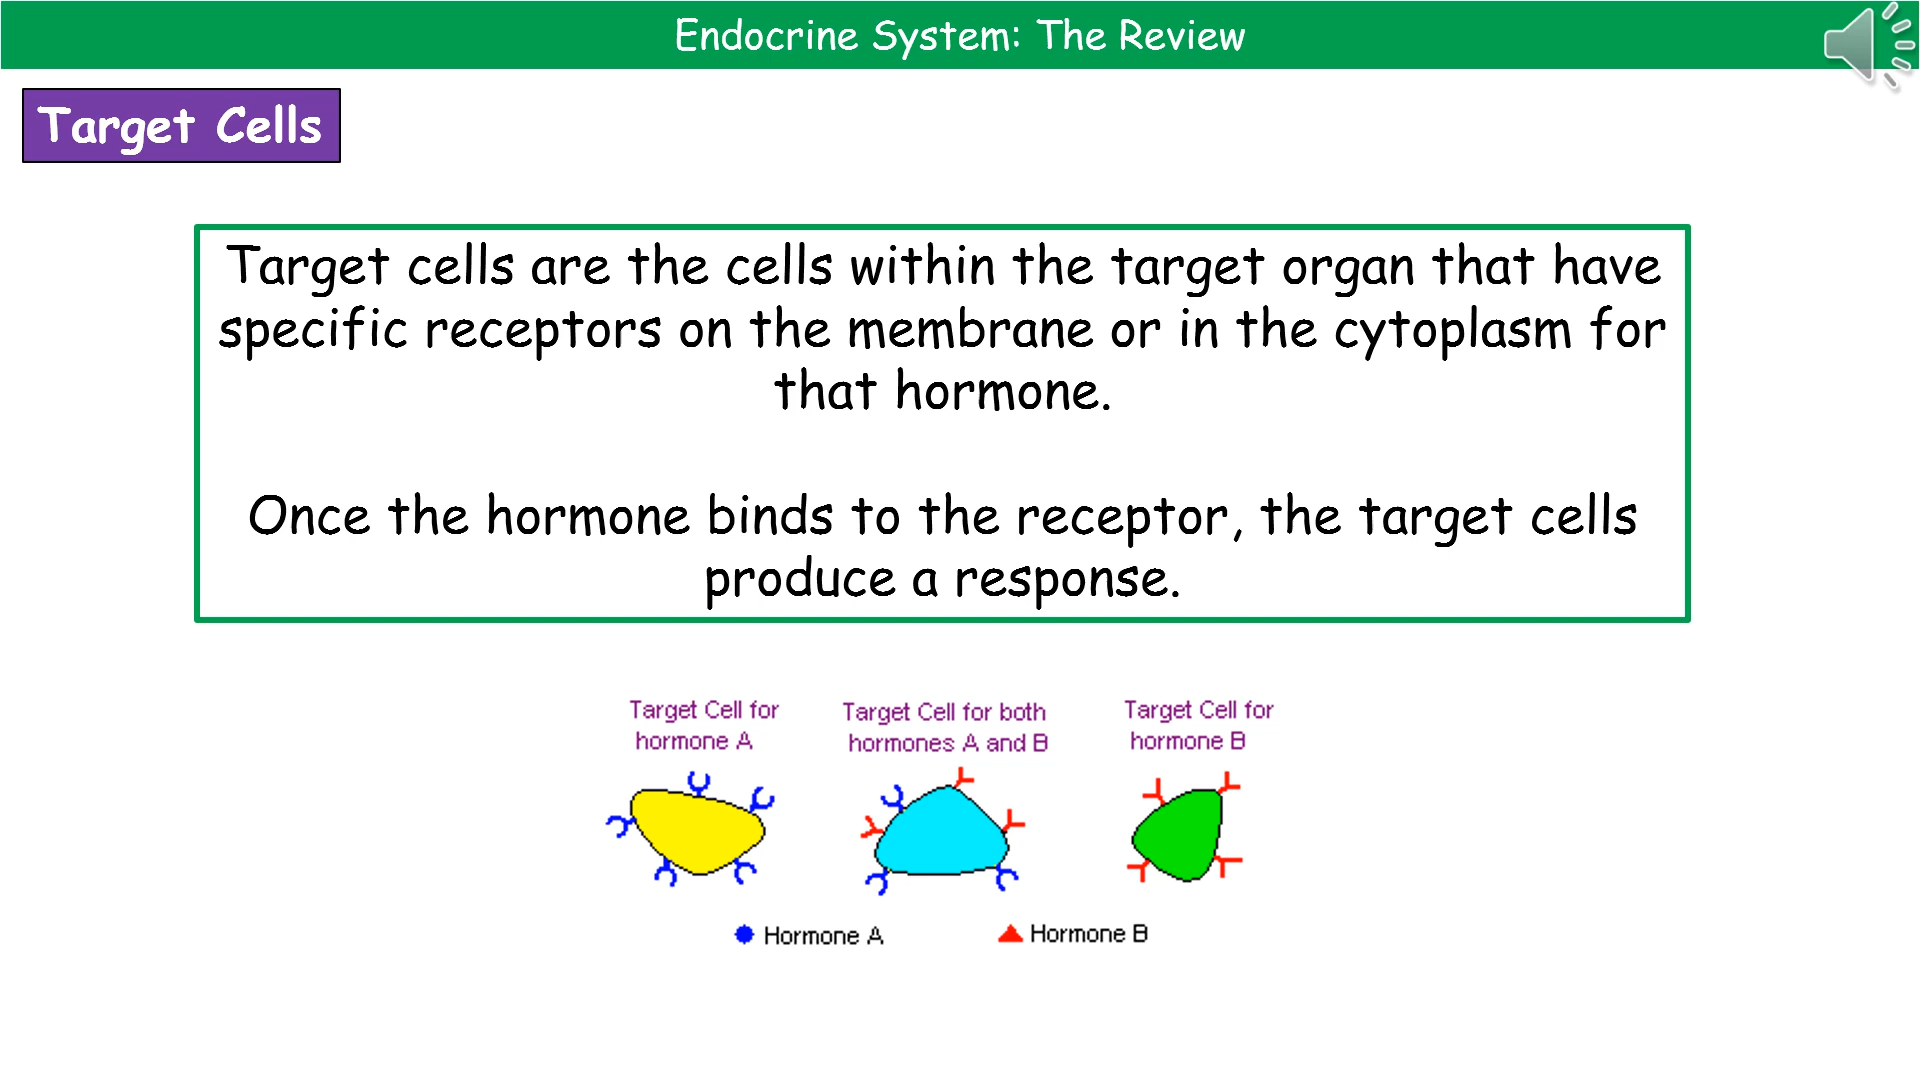 Endocrine System: The Review
Target Cells
Target cells are the cells within the target organ that have
specific receptors on the membrane or in the cytoplasm for
that hormone.
Once the hormone binds to the receptor, the target cells
produce a response.
Target Cell for
hormone A
Target Cell for both
hormones A and B
Target Cell for
hormone B
Hormone A
Hormone B